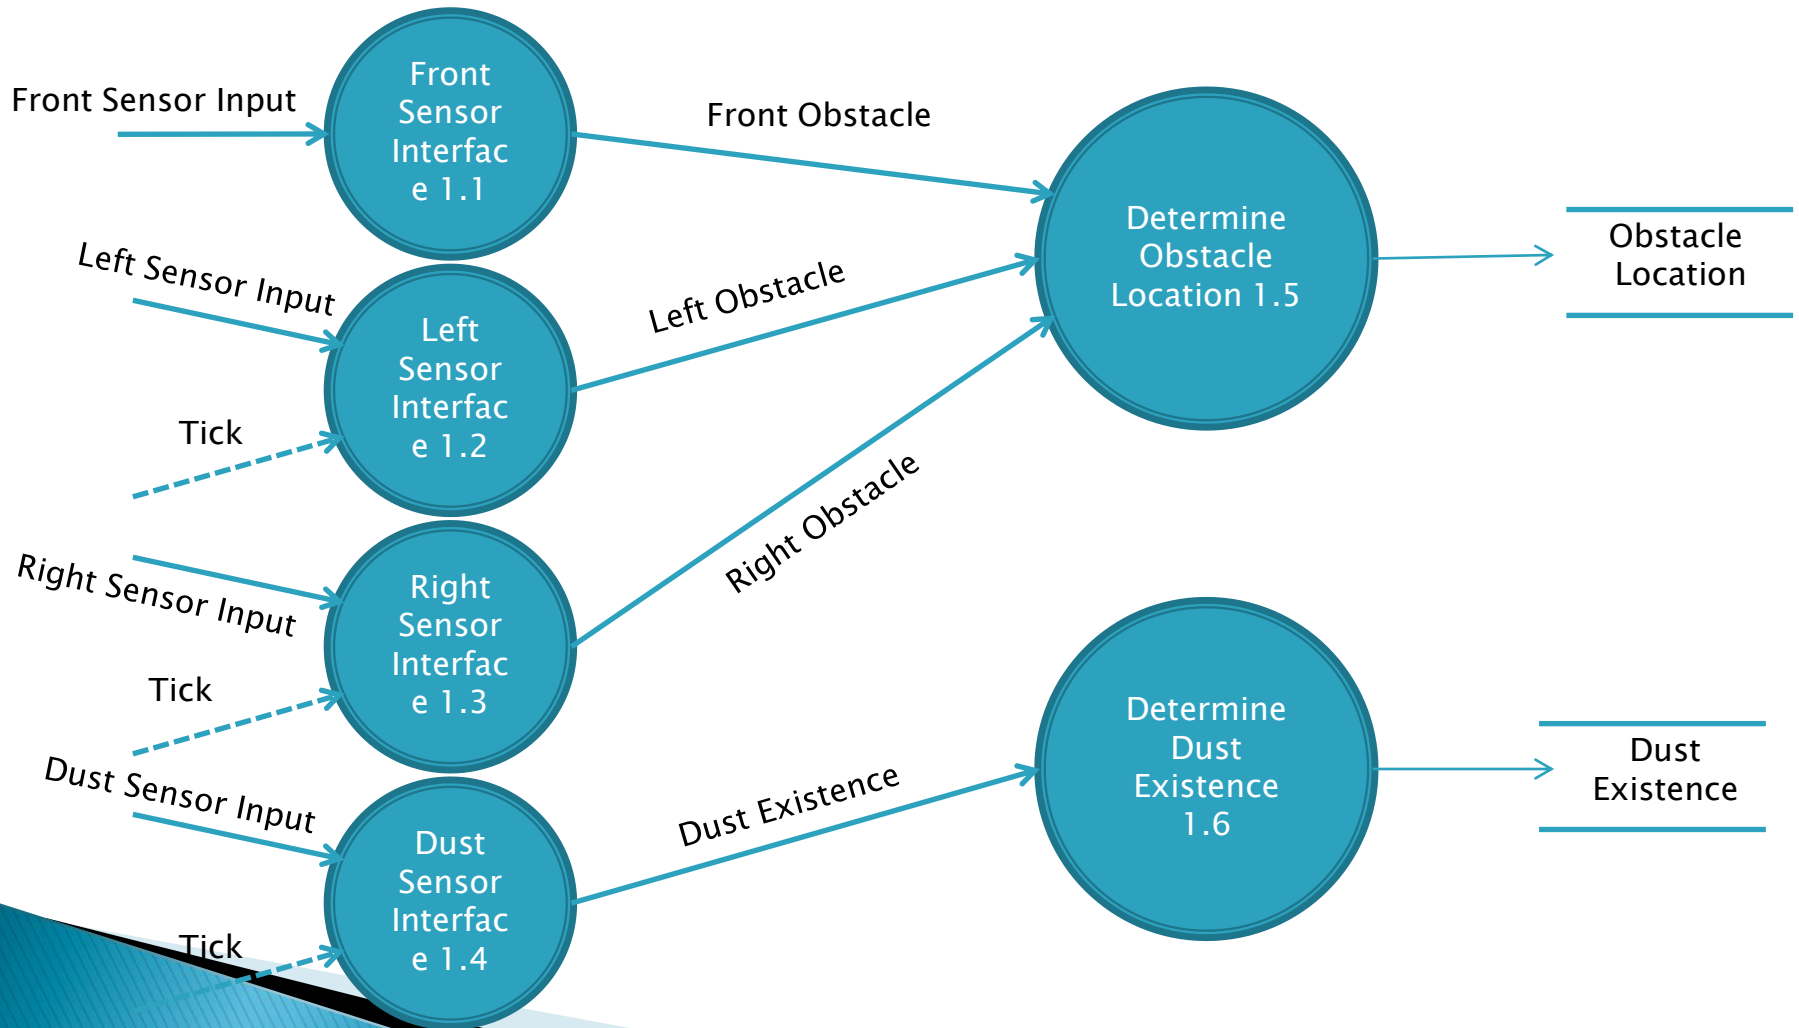 Front Sensor Input
Front
Sensor
Interfac
e 1.1
Front Obstacle
Left Sensor Input
Left
Sensor
Interfac
e 1.2
Tick
Left Obstacle
Determine
Obstacle
Location 1.5
Obstacle
Location
Right Sensor Input
Right
Sensor
Interfac
e 1.3
Tick
Right Obstacle
Dust Sensor Input
Dust
Sensor
Interfac
e 1.4
Tick
Dust Existence
Determine
Dust
Existence
1.6
Dust
Existence